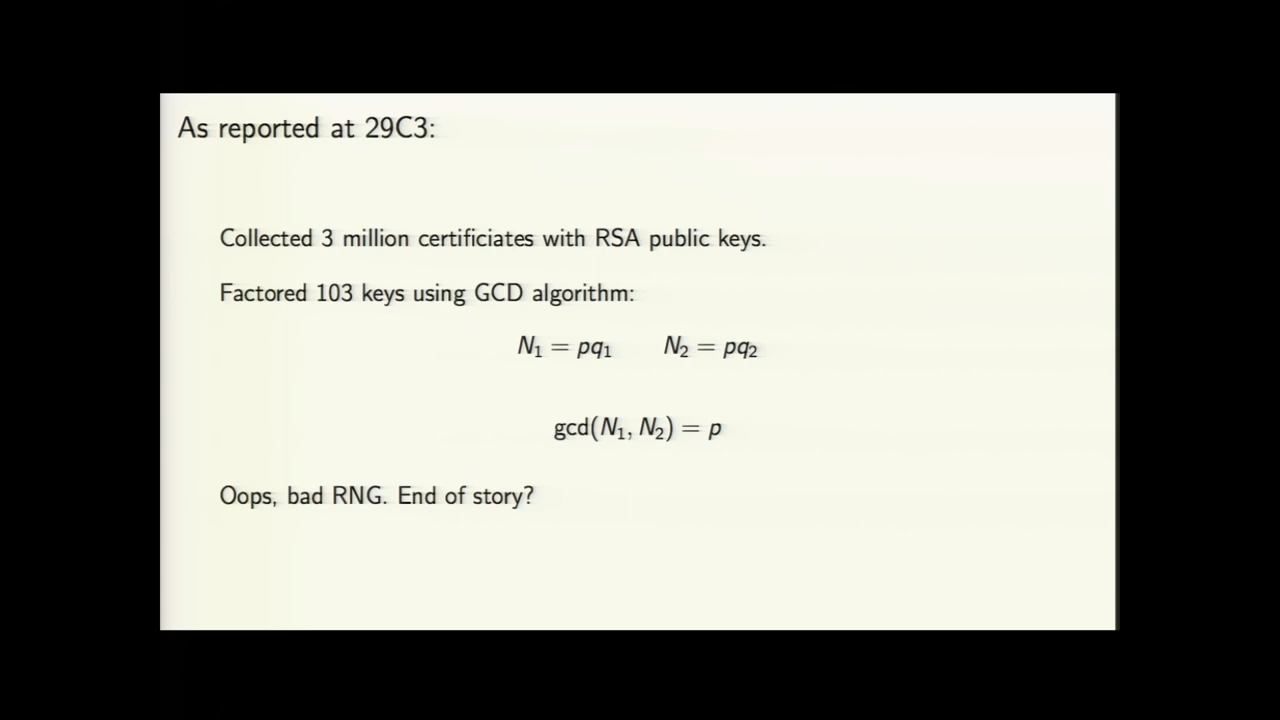 As reported at 29C3:
Collected 3 million certificiates with RSA public keys.
Factored 103 keys using GCD algorithm:
N₁ = pq₁ N₂ = pq₂
gcd(N₁, N₂) = p
Oops, bad RNG. End of story?